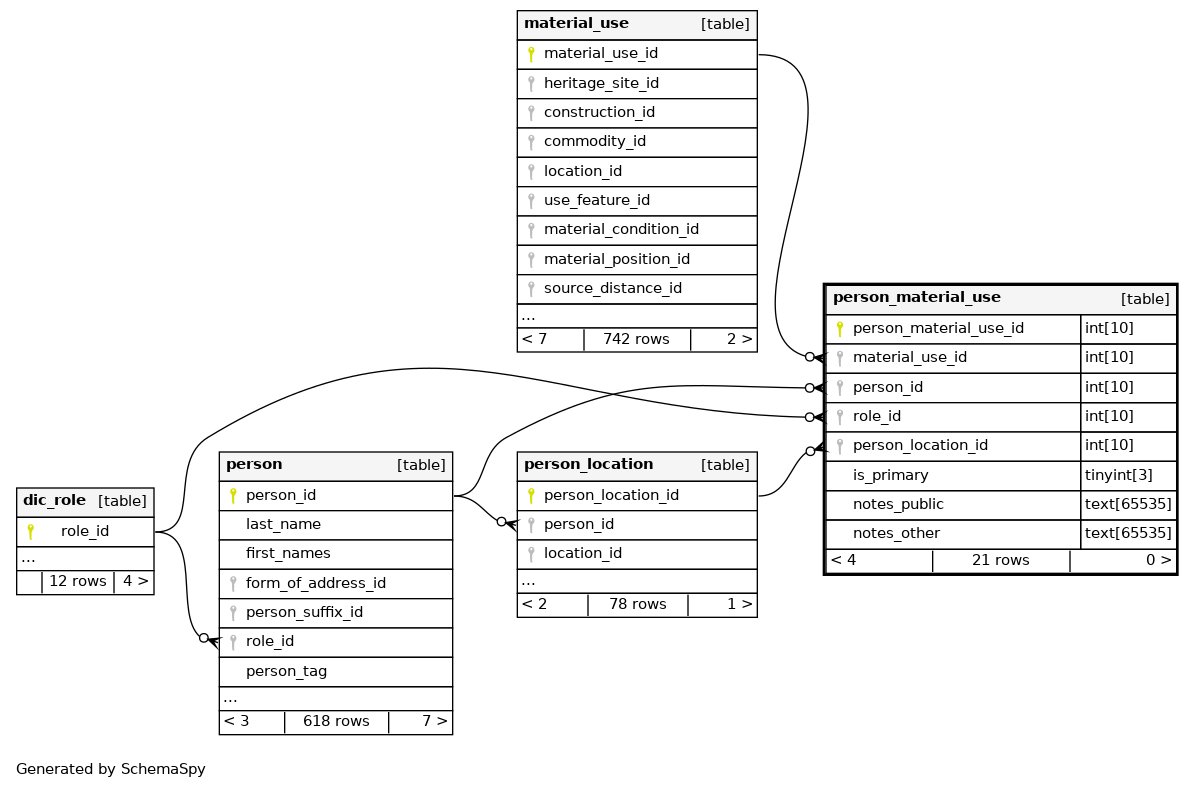 material_use [table]
material_use_id
heritage_site_id
construction_id
commodity_id
location_id
use_feature_id
material_condition_id
material_position_id
source_distance_id
...
< 7 742 rows 2 >
person_material_use [table]
person_material_use_id int[10]
material_use_id int[10]
person_id int[10]
role_id int[10]
person_location_id int[10]
is_primary tinyint[3]
notes_public text[65535]
notes_other text[65535]
< 4 21 rows 0 >
dic_role [table]
role_id
...
12 rows 4 >
person [table]
person_id
last_name
first_names
form_of_address_id
person_suffix_id
role_id
person_tag
...
< 3 618 rows 7 >
person_location [table]
person_location_id
person_id
location_id
...
< 2 78 rows 1 >
Generated by SchemaSpy